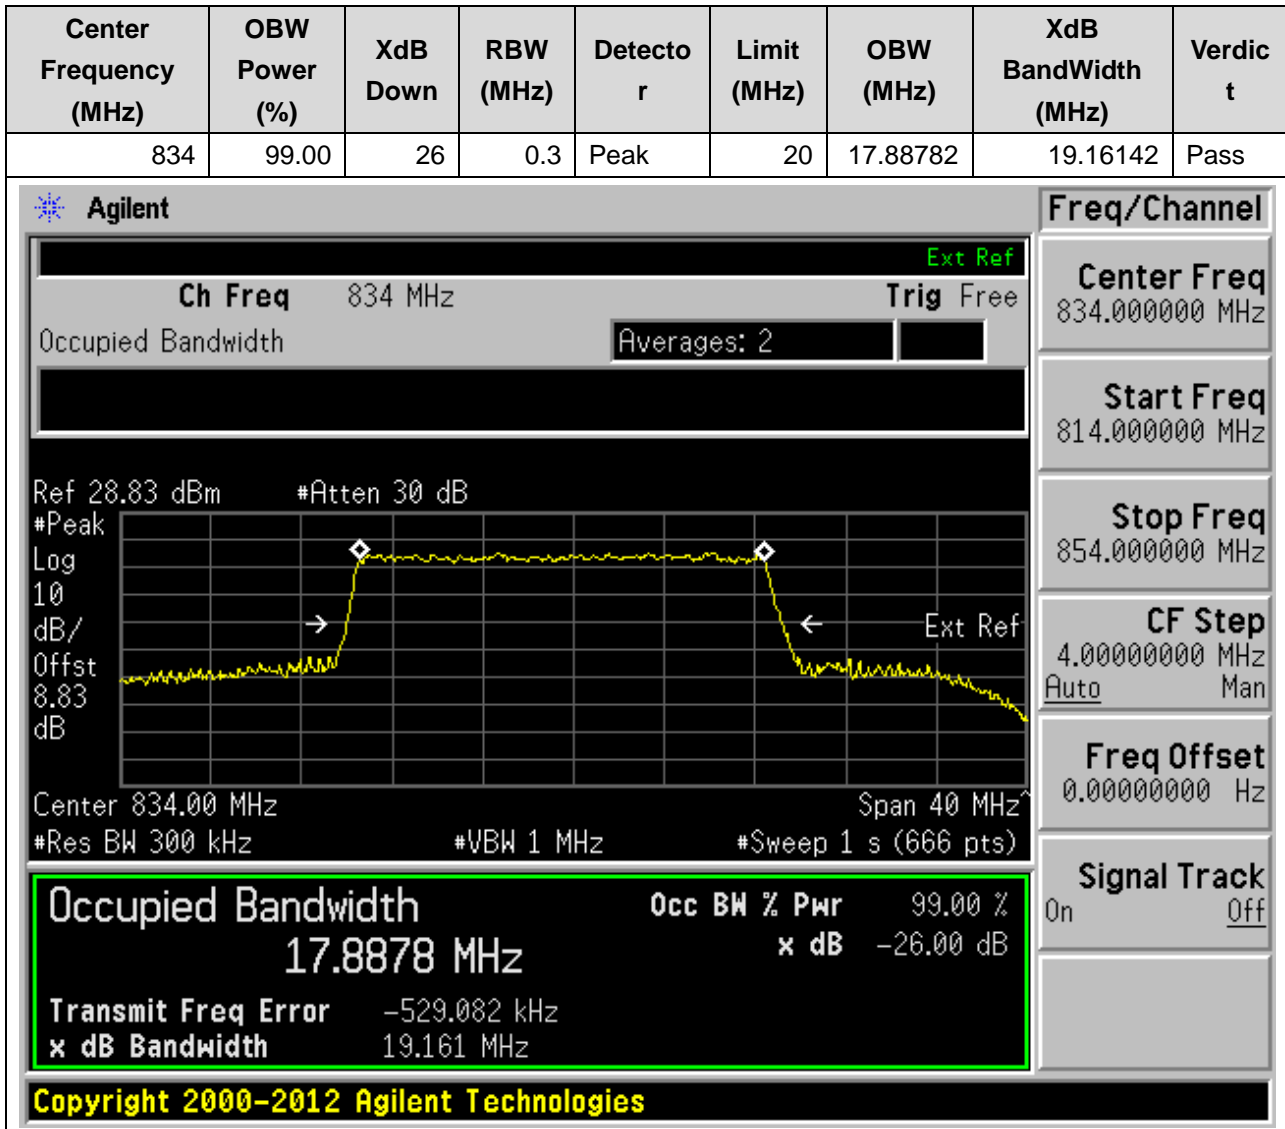 Center Frequency (MHz) OBW Power (%) XdB Down RBW (MHz) Detecto r Limit (MHz) OBW (MHz) XdB BandWidth (MHz) Verdic t
834 99.00 26 0.3 Peak 20 17.88782 19.16142 Pass
Agilent
Freq/Channel
Ext Ref
Ch Freq 834 MHz Trig Free
Occupied Bandwidth Averages: 2
Center Freq
834.000000 MHz
Start Freq
814.000000 MHz
Stop Freq
854.000000 MHz
CF Step
4.00000000 MHz
Auto Man
Freq Offset
0.00000000 Hz
Signal Track
On Off
Ref 28.83 dBm #Atten 30 dB
#Peak
Log
10
dB/
Offst
8.83
dB
Ext Ref
Center 834.00 MHz Span 40 MHz^
#Res BW 300 kHz #VBW 1 MHz #Sweep 1 s (666 pts)
Occupied Bandwidth Occ BW % Pwr 99.00 %
17.8878 MHz x dB -26.00 dB
Transmit Freq Error -529.082 kHz
x dB Bandwidth 19.161 MHz
Copyright 2000-2012 Agilent Technologies